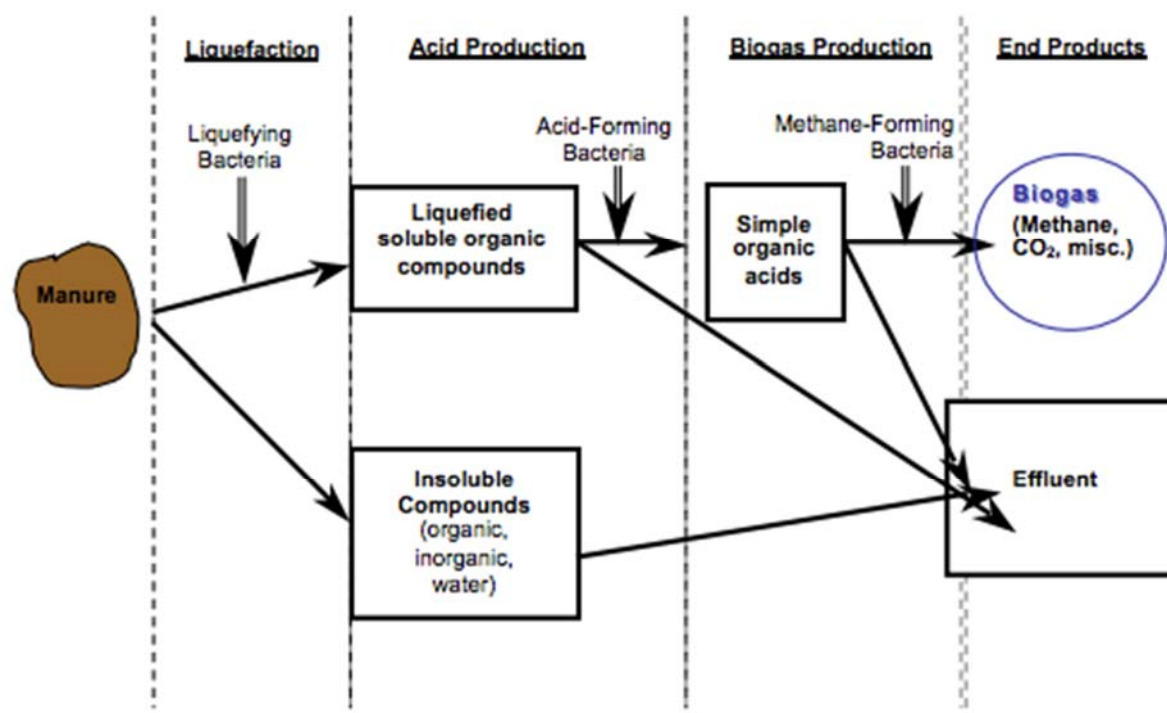 Liquefaction
Acid Production
Biogas Production
End Products
Liquefying
Bacteria
Acid-Forming
Bacteria
Methane-Forming
Bacteria
Manure
Liquefied
soluble organic
compounds
Simple
organic
acids
Biogas
(Methane,
CO₂, misc.)
Insoluble
Compounds
(organic,
inorganic,
water)
Effluent